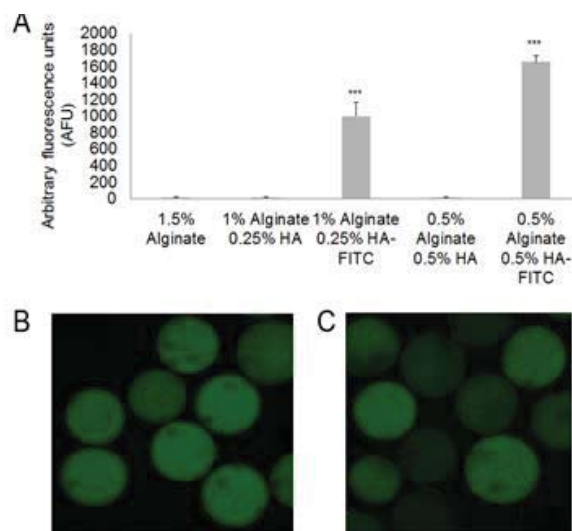 A
Arbitrary fluorescence units
(AFU)
2000
1800
1600
1400
1200
1000
800
600
400
200
0
***
***
1.5%
Alginate
1% Alginate
0.25% HA
1% Alginate
0.25% HA-
FITC
0.5%
Alginate
0.5% HA
0.5%
Alginate
0.5% HA-
FITC
B
C